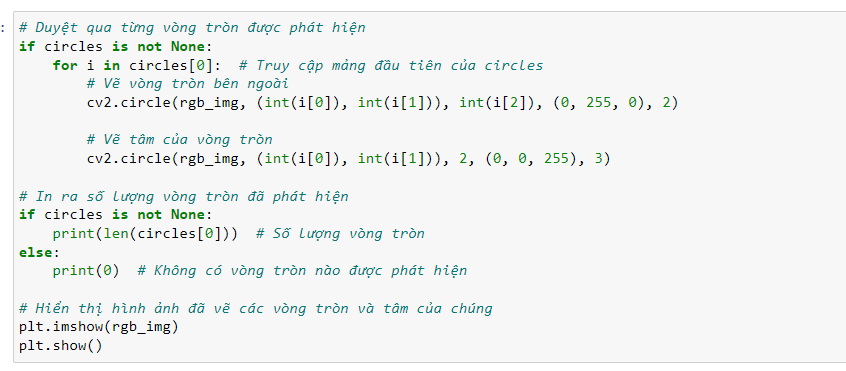 : # Duyệt qua từng vòng tròn được phát hiện
if circles is not None:
    for i in circles[0]:  # Truy cập mảng đầu tiên của circles
        # Vẽ vòng tròn bên ngoài
        cv2.circle(rgb_img, (int(i[0]), int(i[1])), int(i[2]), (0, 255, 0), 2)

        # Vẽ tâm của vòng tròn
        cv2.circle(rgb_img, (int(i[0]), int(i[1])), 2, (0, 0, 255), 3)

# In ra số lượng vòng tròn đã phát hiện
if circles is not None:
    print(len(circles[0]))  # Số lượng vòng tròn
else:
    print(0)  # Không có vòng tròn nào được phát hiện

# Hiển thị hình ảnh đã vẽ các vòng tròn và tâm của chúng
plt.imshow(rgb_img)
plt.show()